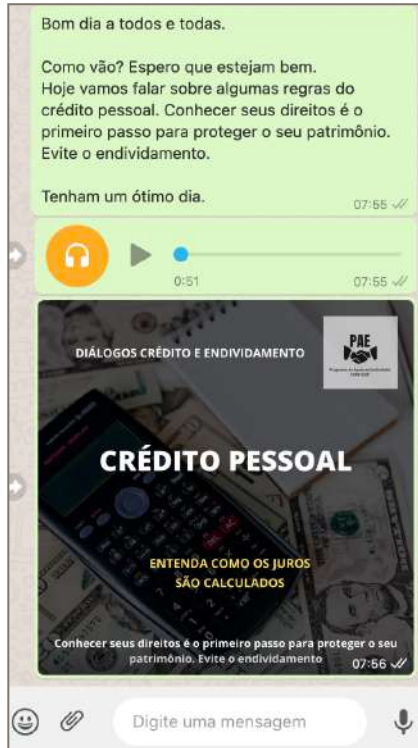 Bom dia a todos e todas.
Como vão? Espero que estejam bem.
Hoje vamos falar sobre algumas regras do
crédito pessoal. Conhecer seus direitos é o
primeiro passo para proteger o seu patrimônio.
Evite o endividamento.
Tenham um ótimo dia.
07:55
0:51
07:55
DIÁLOGOS CRÉDITO E ENDIVIDAMENTO
PAE
CRÉDITO PESSOAL
ENTENDA COMO OS JUROS
SÃO CALCULADOS
Conhecer seus direitos é o primeiro passo para proteger o seu
patrimônio. Evite o endividamento
07:56
Digite uma mensagem